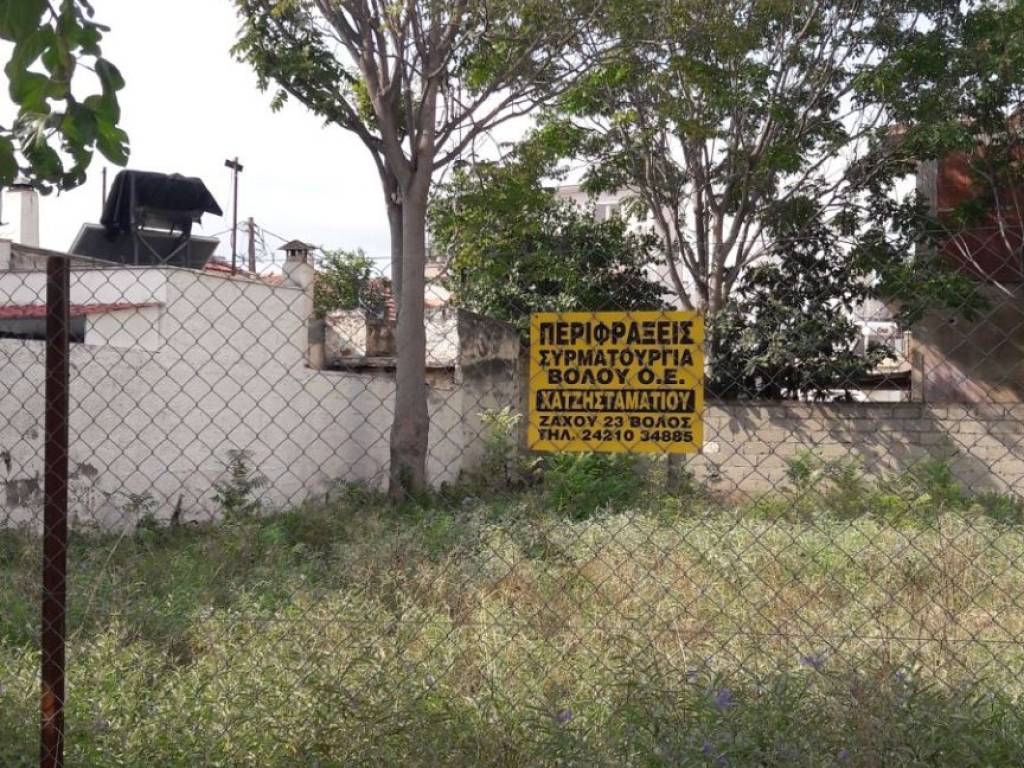 ΠΕΡΙΦΡΑΞΕΙΣ
ΣΥΡΜΑΤΟΥΡΓΙΑ
ΒΟΛΟΥ Ο.Ε.
ΧΑΤΖΗΣΤΑΜΑΤΙΟΥ
ΖΑΧΟΥ 23 ΒΟΛΟΣ
ΤΗΛ. 24210 34885